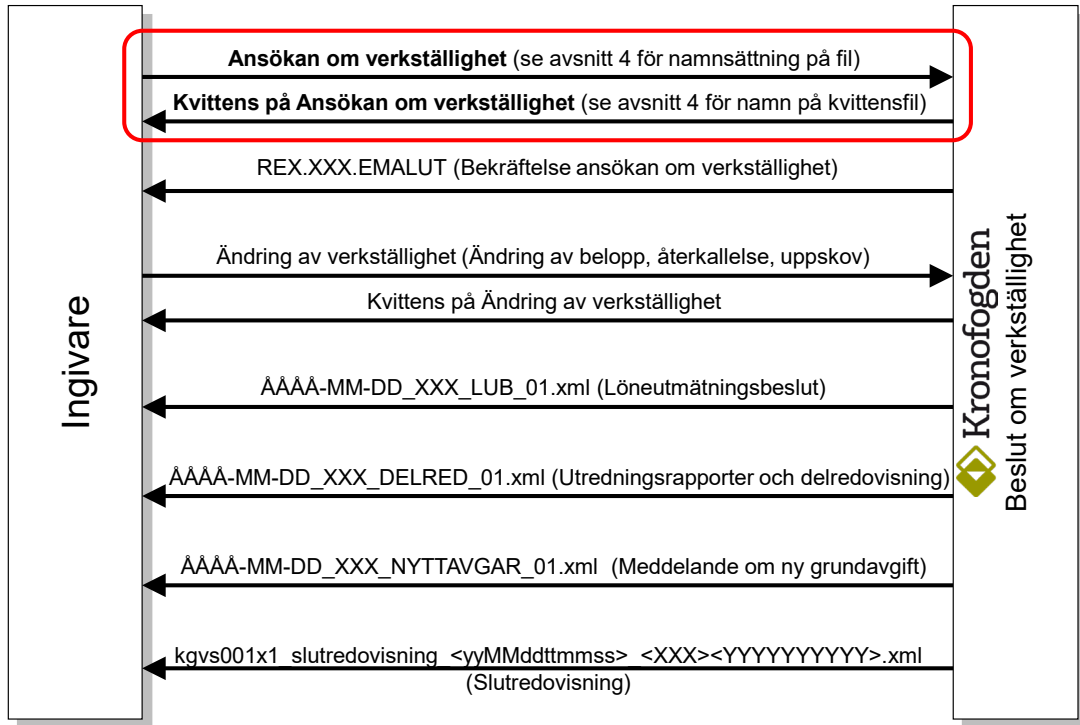 Ansökan om verkställighet (se avsnitt 4 för namnsättning på fil)
Kvittens på Ansökan om verkställighet (se avsnitt 4 för namn på kvittensfil)
REX.XXX.EMALUT (Bekräftelse ansökan om verkställighet)
Ändring av verkställighet (Ändring av belopp, återkallelse, uppskov)
Kvittens på Ändring av verkställighet
ÅÅÅÅ-MM-DD_XXX_LUB_01.xml (Löneutmätningsbeslut)
ÅÅÅÅ-MM-DD_XXX_DELRED_01.xml (Utredningsrapporter och delredovisning)
ÅÅÅÅ-MM-DD_XXX_NYTTAVGAR_01.xml (Meddelande om ny grundavgift)
kgvs001x1_slutredovisning_<yyMMddttmmss>_<XXX><YYYYYYYYYY>.xml
(Slutredovisning)
Ingivare
Kronofogden
Beslut om verkställighet